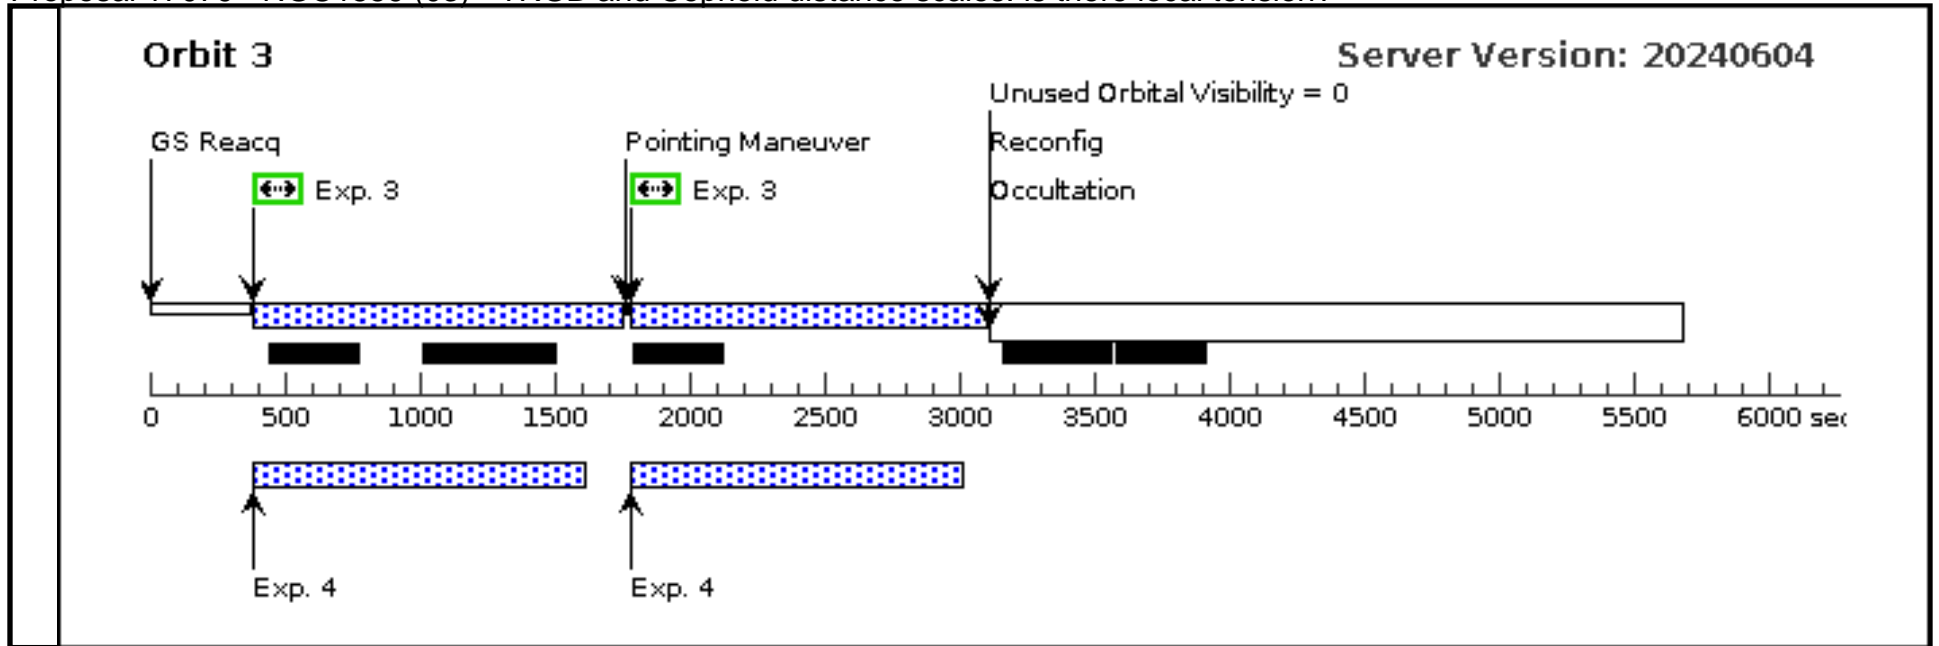 Orbit 3
Server Version: 20240604
Unused Orbital Visibility = 0
GS Reacq
Pointing Maneuver
Reconfig
Exp. 3
Exp. 3
Occultation
0 500 1000 1500 2000 2500 3000 3500 4000 4500 5000 5500 6000 sec
Exp. 4
Exp. 4